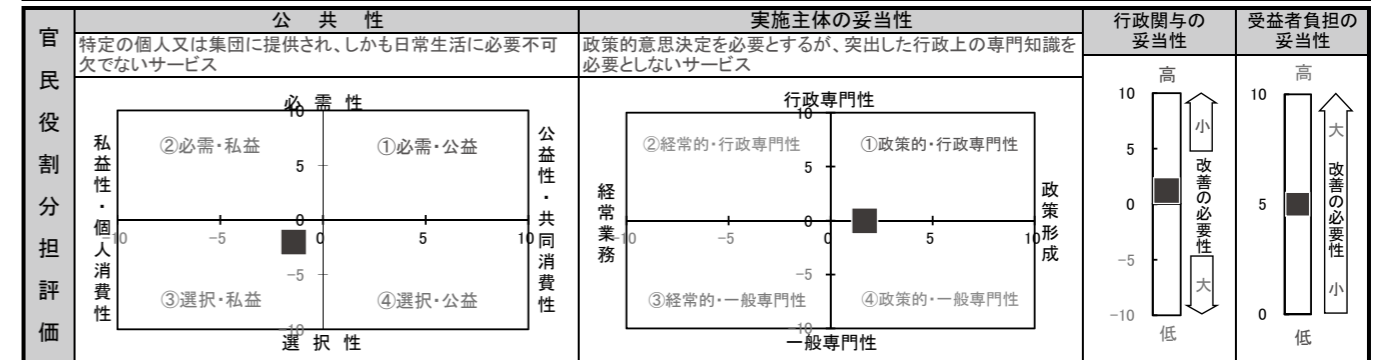 官民役割分担評価
公共性
特定の個人又は集団に提供され、しかも日常生活に必要不可
欠でないサービス
必需性
私益性・個人消費性
公益性・共同消費性
②必需・私益
①必需・公益
10
5
0
-10
-5
0
5
10
-5
③選択・私益
④選択・公益
-10
選択性
実施主体の妥当性
政策的意思決定を必要とするが、突出した行政上の専門知識を
必要としないサービス
行政専門性
経常業務
政策形成
10
②経常的・行政専門性
①政策的・行政専門性
5
0
-10
-5
0
5
10
-5
③経常的・一般専門性
④政策的・一般専門性
-10
一般専門性
行政関与の
妥当性
高
10
5
0
-5
-10
低
小
改善の必要性
大
受益者負担の
妥当性
高
10
5
0
低
大
改善の必要性
小